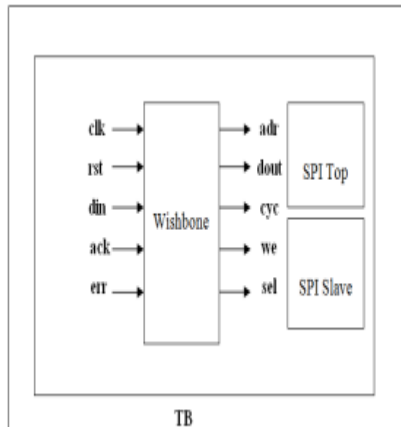 clk
rst
din
ack
err
Wishbone
adr
dout
cyc
we
sel
SPI Top
SPI Slave
TB